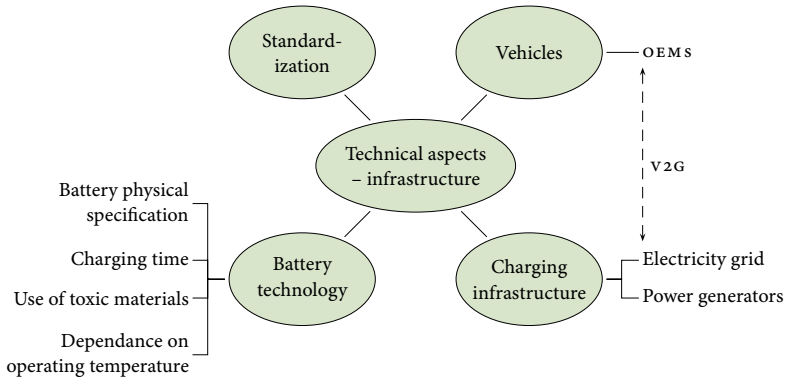 Standard-
ization
Vehicles
OEMS
Technical aspects
– infrastructure
V2G
Battery physical
specification
Charging time
Use of toxic materials
Dependance on
operating temperature
Battery
technology
Charging
infrastructure
Electricity grid
Power generators